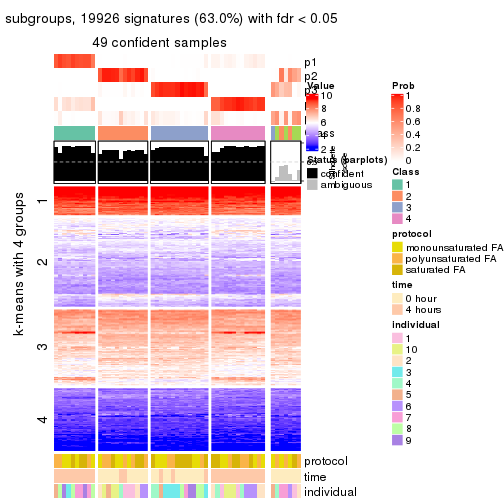 subgroups, 19926 signatures (63.0%) with fdr < 0.05
49 confident samples
p1
p2
p3
Value
10
8
6
4
2
Status (barplots)
confident
ambiguous
Prob
1
0.8
0.6
0.4
0.2
0
Class
1
2
3
4
protocol
monounsaturated FA
polyunsaturated FA
saturated FA
time
0 hour
4 hours
individual
1
10
2
3
4
5
6
7
8
9
k-means with 4 groups
1
2
3
4
protocol
time
individual